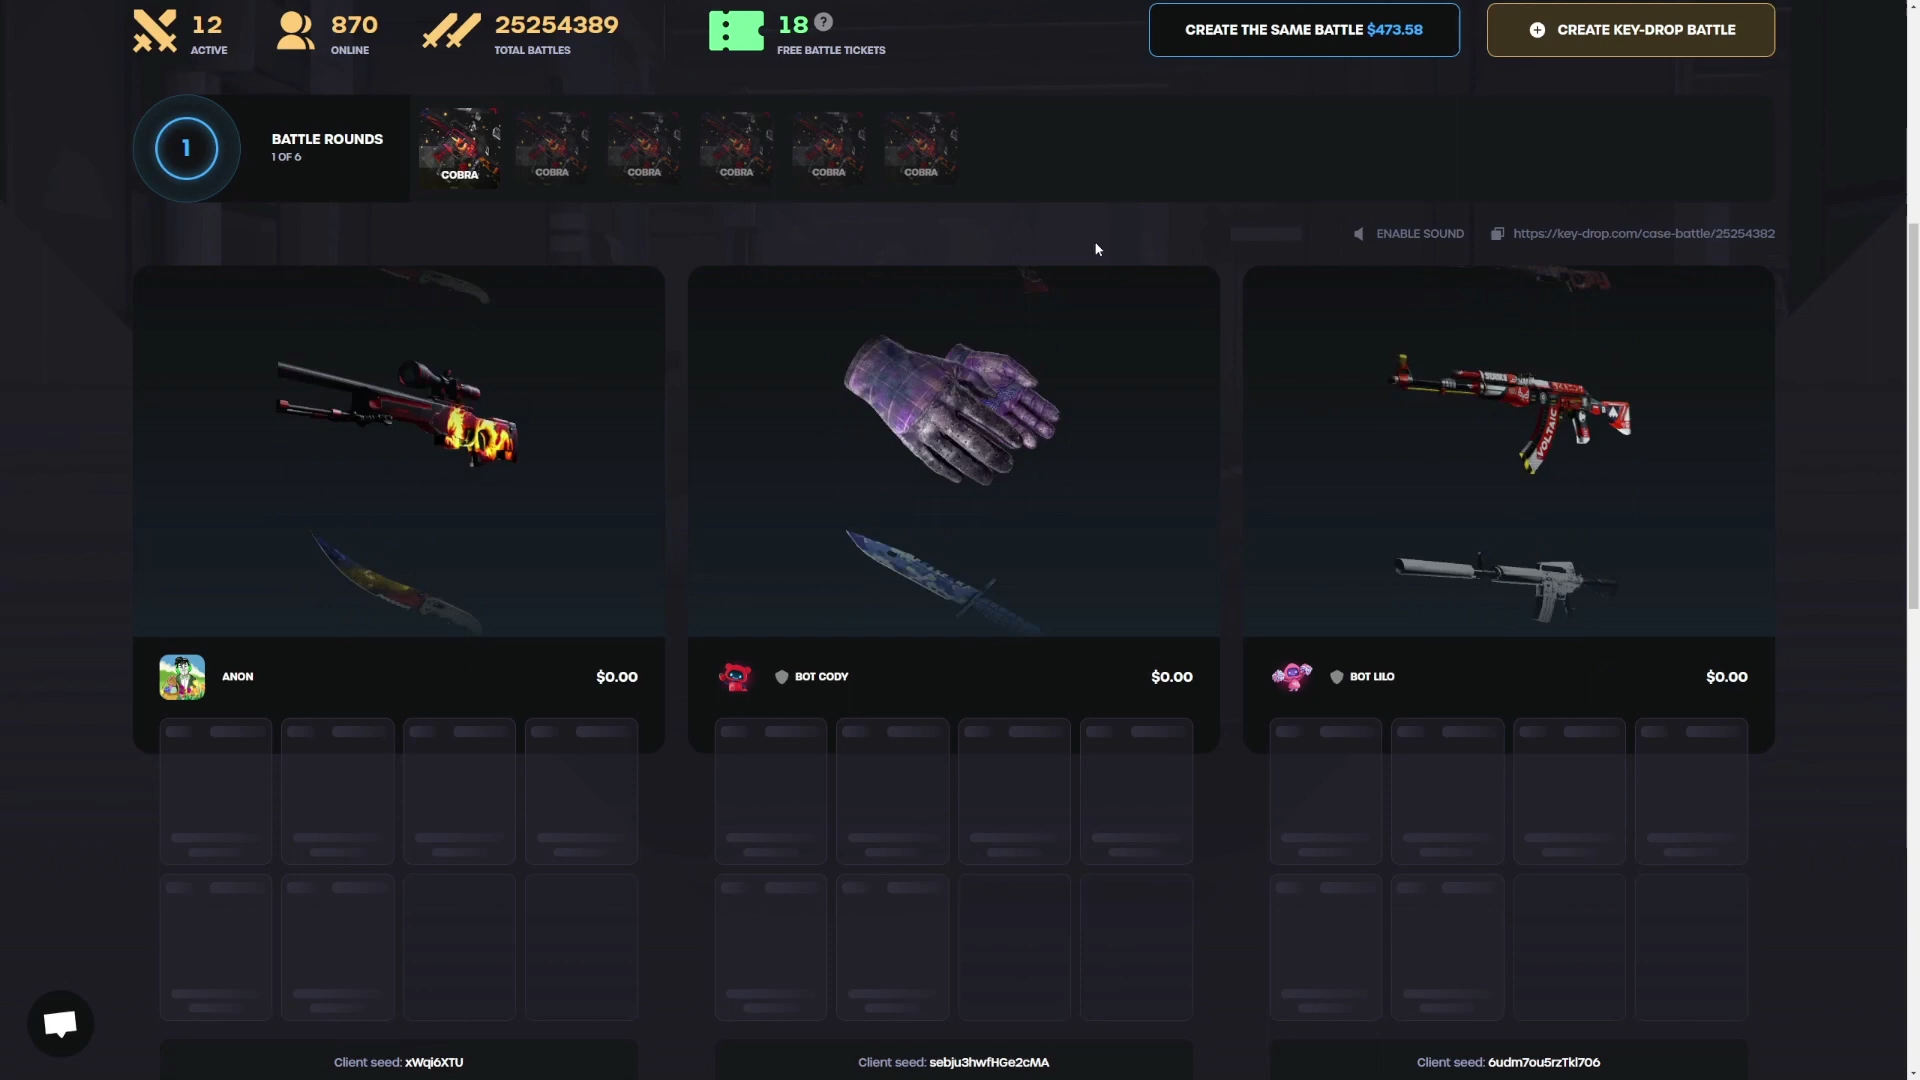 12
ACTIVE
870
ONLINE
25254389
TOTAL BATTLES
18 ?
FREE BATTLE TICKETS
CREATE THE SAME BATTLE $473.58
CREATE KEY-DROP BATTLE
1
BATTLE ROUNDS
1 OF 6
COBRA
COBRA
COBRA
COBRA
COBRA
COBRA
ENABLE SOUND
https://key-drop.com/case-battle/25254382
VOLTAIC
ANON
$0.00
BOT CODY
$0.00
BOT LILO
$0.00
Client seed: xWqi6XTU
Client seed: sebju3hwfHGe2cMA
Client seed: 6udm7ou5rzTkl706